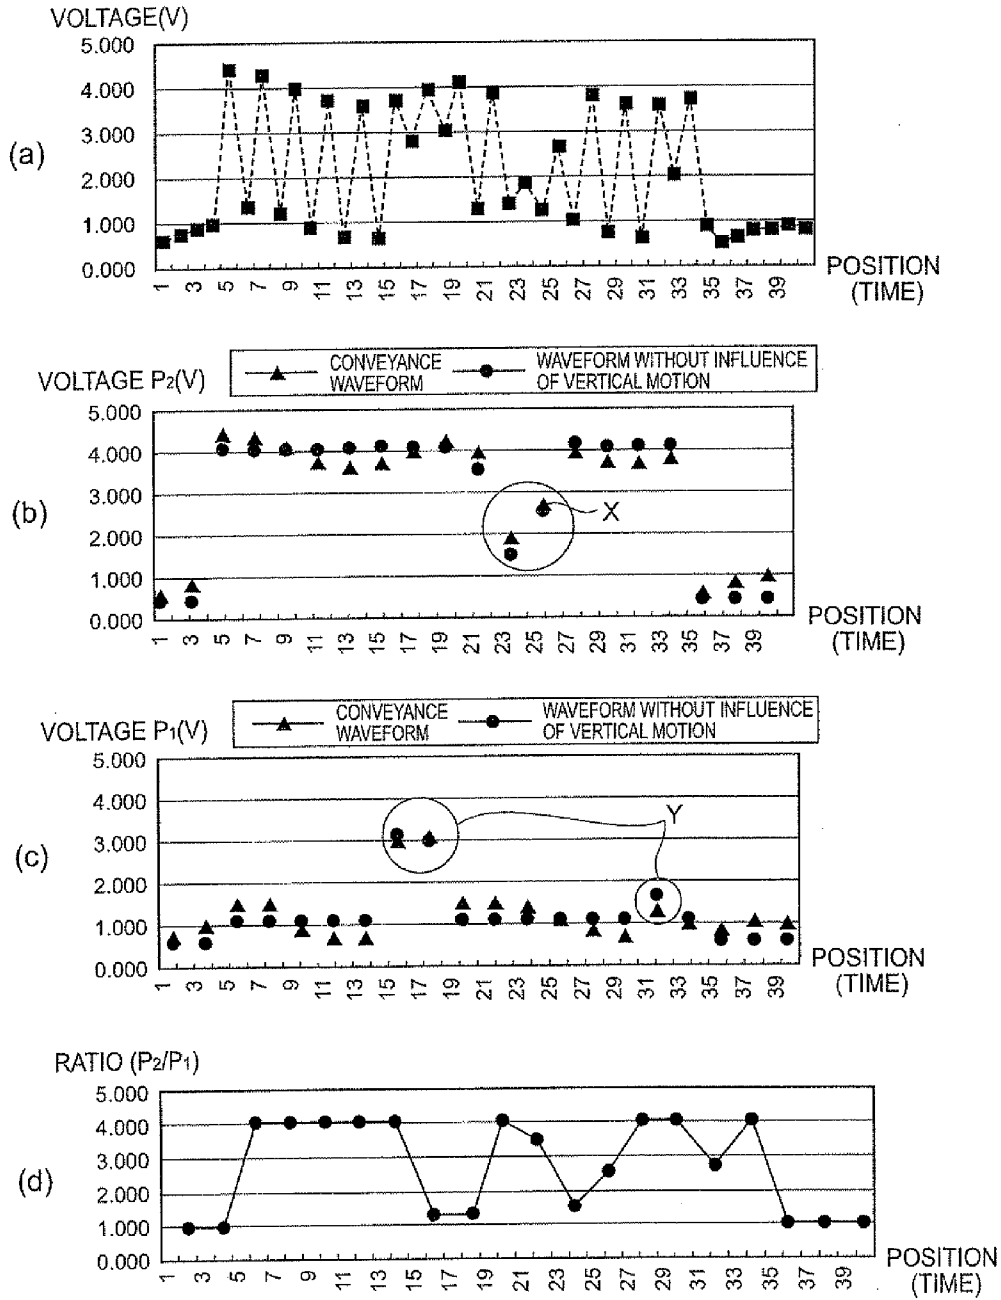 VOLTAGE(V)
(a)
5.000
4.000
3.000
2.000
1.000
0.000
1 3 5 7 9 11 13 15 17 19 21 23 25 27 29 31 33 35 37 39
POSITION
(TIME)
CONVEYANCE
WAVEFORM
WAVEFORM WITHOUT INFLUENCE
OF VERTICAL MOTION
VOLTAGE P2(V)
(b)
5.000
4.000
3.000
2.000
1.000
0.000
X
1 3 5 7 9 11 13 15 17 19 21 23 25 27 29 31 33 35 37 39
POSITION
(TIME)
CONVEYANCE
WAVEFORM
WAVEFORM WITHOUT INFLUENCE
OF VERTICAL MOTION
VOLTAGE P1(V)
(c)
5.000
4.000
3.000
2.000
1.000
0.000
Y
1 3 5 7 9 11 13 15 17 19 21 23 25 27 29 31 33 35 37 39
POSITION
(TIME)
RATIO (P2/P1)
(d)
5.000
4.000
3.000
2.000
1.000
0.000
1 3 5 7 9 11 13 15 17 19 21 23 25 27 29 31 33 35 37 39
POSITION
(TIME)